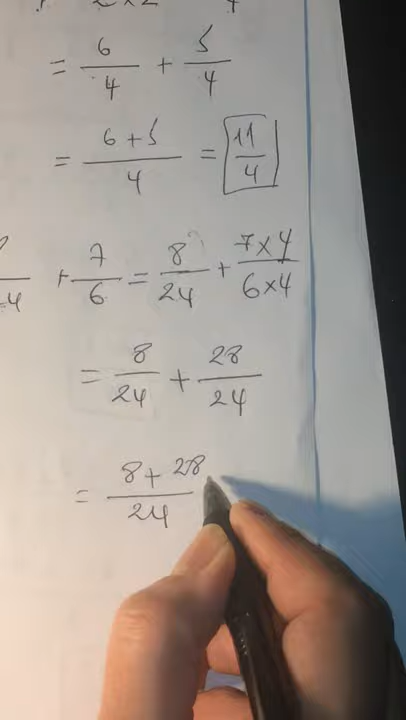 = 6/4 + 5/4
= (6+5)/4 = 11/4
+ 7/6 = 8/24 + (7×4)/(6×4)
= 8/24 + 28/24
= (8+28)/24